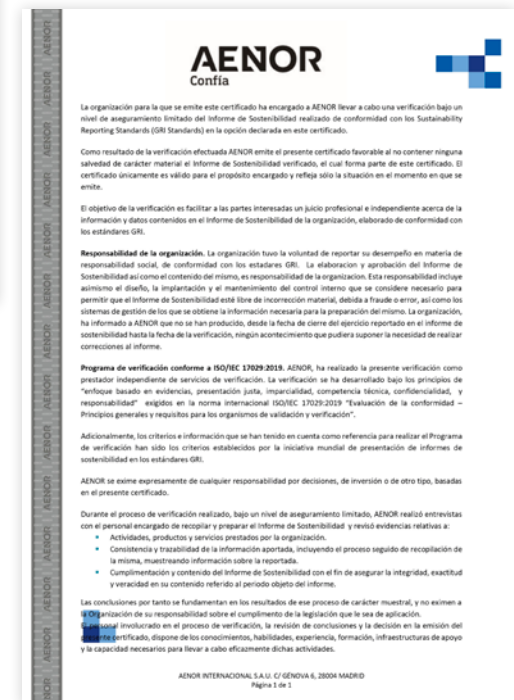 AENOR
Confía
La organización para la que se emite este certificado ha encargado a AENOR llevar a cabo una verificación bajo un
nivel de aseguramiento limitado del Informe de Sostenibilidad realizado de conformidad con los Sustainability
Reporting Standards (GRI Standards) en la opción declarada en este certificado.
Como resultado de la verificación efectuada AENOR emite el presente certificado favorable al no contener ninguna
salvedad de carácter material el Informe de Sostenibilidad verificado, el cual forma parte de este certificado. El
certificado únicamente es válido para el propósito encargado y refleja sólo la situación en el momento en que se
emite.
El objetivo de la verificación es facilitar a las partes interesadas un juicio profesional e independiente acerca de la
información y datos contenidos en el Informe de Sostenibilidad de la organización, elaborado de conformidad con
los estándares GRI.
Responsabilidad de la organización. La organización tuvo la voluntad de reportar su desempeño en materia de
responsabilidad social, de conformidad con los estadares GRI. La elaboracion y aprobación del Informe de
Sostenibilidad así como el contenido del mismo, es responsabilidad de la organizacion. Esta responsabilidad incluye
asimismo el diseño, la implantación y el mantenimiento del control interno que se considere necesario para
permitir que el Informe de Sostenibilidad esté libre de incorrección material, debida a fraude o error, así como los
sistemas de gestión de los que se obtiene la información necesaria para la preparación del mismo. La organización,
ha informado a AENOR que no se han producido, desde la fecha de cierre del ejercicio reportado en el informe de
sostenibilidad hasta la fecha de la verificación, ningún acontecimiento que pudiera suponer la necesidad de realizar
correcciones al informe.
Programa de verificación conforme a ISO/IEC 17029:2019. AENOR, ha realizado la presente verificación como
prestador independiente de servicios de verificación. La verificación se ha desarrollado bajo los principios de
"enfoque basado en evidencias, presentación justa, imparcialidad, competencia técnica, confidencialidad, y
responsabilidad" exigidos en la norma internacional ISO/IEC 17029:2019 "Evaluación de la conformidad –
Principios generales y requisitos para los organismos de validación y verificación".
Adicionalmente, los criterios e información que se han tenido en cuenta como referencia para realizar el Programa
de verificación han sido los criterios establecidos por la iniciativa mundial de presentación de informes de
sostenibilidad en los estándares GRI.
AENOR se exime expresamente de cualquier responsabilidad por decisiones, de inversión o de otro tipo, basadas
en el presente certificado.
Durante el proceso de verificación realizado, bajo un nivel de aseguramiento limitado, AENOR realizó entrevistas
con el personal encargado de recopilar y preparar el Informe de Sostenibilidad y revisó evidencias relativas a:
• Actividades, productos y servicios prestados por la organización.
• Consistencia y trazabilidad de la información aportada, incluyendo el proceso seguido de recopilación de
la misma, muestreando información sobre la reportada.
• Cumplimentación y contenido del Informe de Sostenibilidad con el fin de asegurar la integridad, exactitud
y veracidad en su contenido referido al periodo objeto del informe.
Las conclusiones por tanto se fundamentan en los resultados de ese proceso de carácter muestral, y no eximen a
la Organización de su responsabilidad sobre el cumplimento de la legislación que le sea de aplicación.
El personal involucrado en el proceso de verificación, la revisión de conclusiones y la decisión en la emisión del
presente certificado, dispone de los conocimientos, habilidades, experiencia, formación, infraestructuras de apoyo
y la capacidad necesarios para llevar a cabo eficazmente dichas actividades.
AENOR INTERNACIONAL S.A.U. C/ GÉNOVA 6, 28004 MADRID
Página 1 de 1
AENOR
AENOR
AENOR
AENOR
AENOR
AENOR
AENOR
AENOR
AENOR